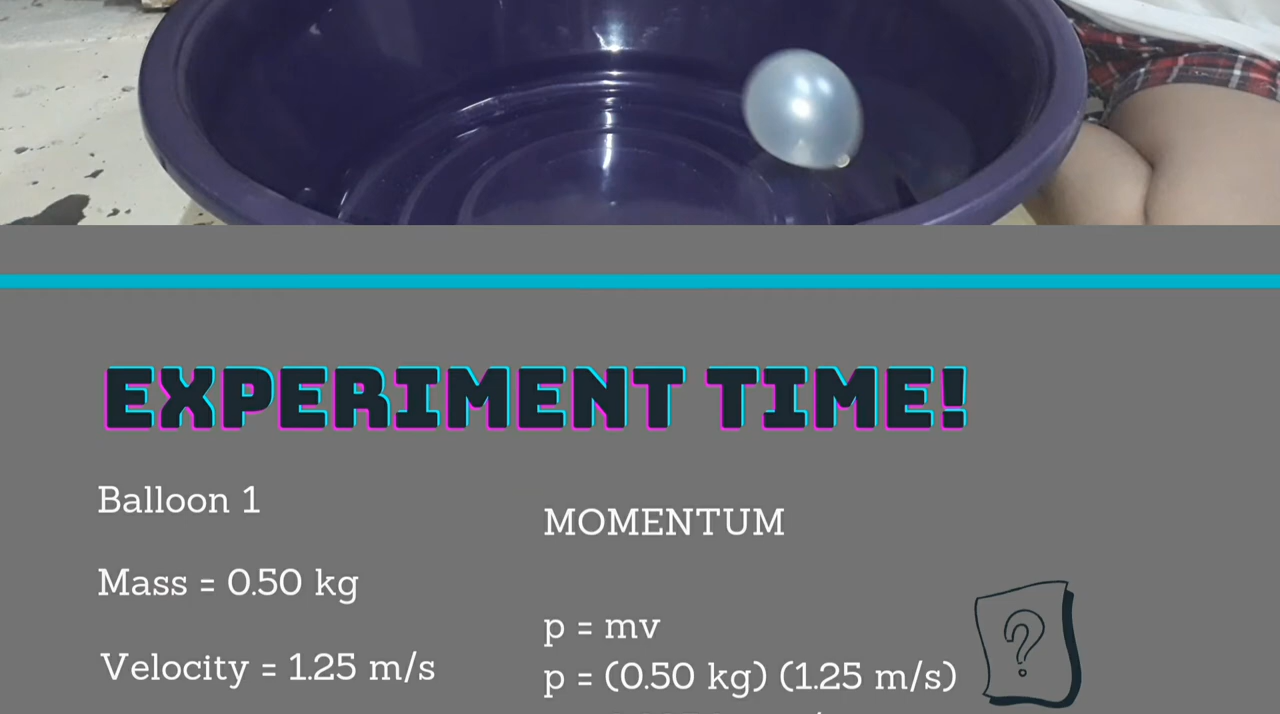 EXPERIMENT TIME!
Balloon 1
MOMENTUM
Mass = 0.50 kg
p = mv
Velocity = 1.25 m/s
p = (0.50 kg) (1.25 m/s)
?